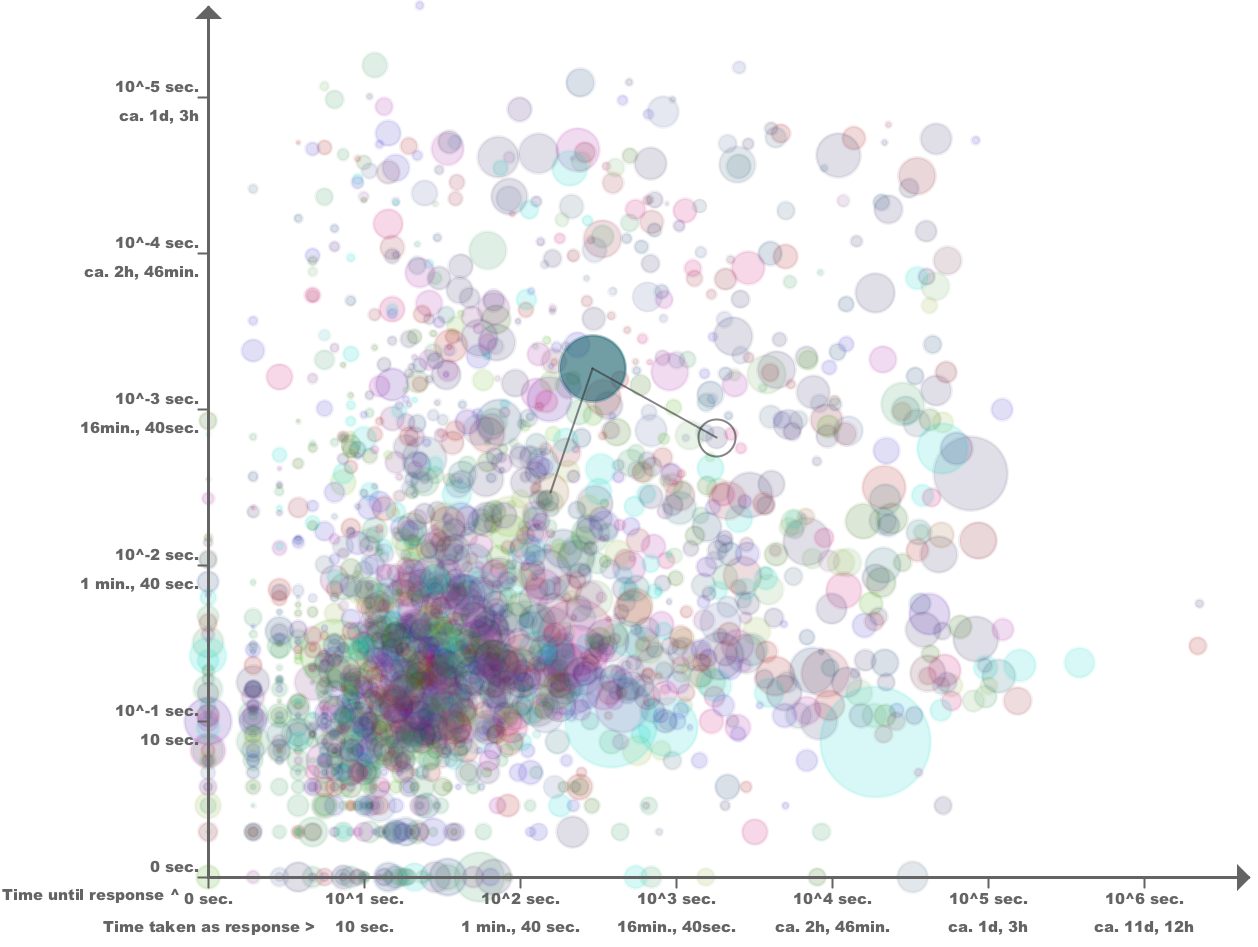 10^-5 sec.
ca. 1d, 3h
10^-4 sec.
ca. 2h, 46min.
10^-3 sec.
16min., 40sec.
10^-2 sec.
1 min., 40 sec.
10^-1 sec.
10 sec.
0 sec.
Time until response ^ 0 sec. 10^1 sec. 10^2 sec. 10^3 sec. 10^4 sec. 10^5 sec. 10^6 sec.
Time taken as response > 10 sec. 1 min., 40 sec. 16min., 40sec. ca. 2h, 46min. ca. 1d, 3h ca. 11d, 12h